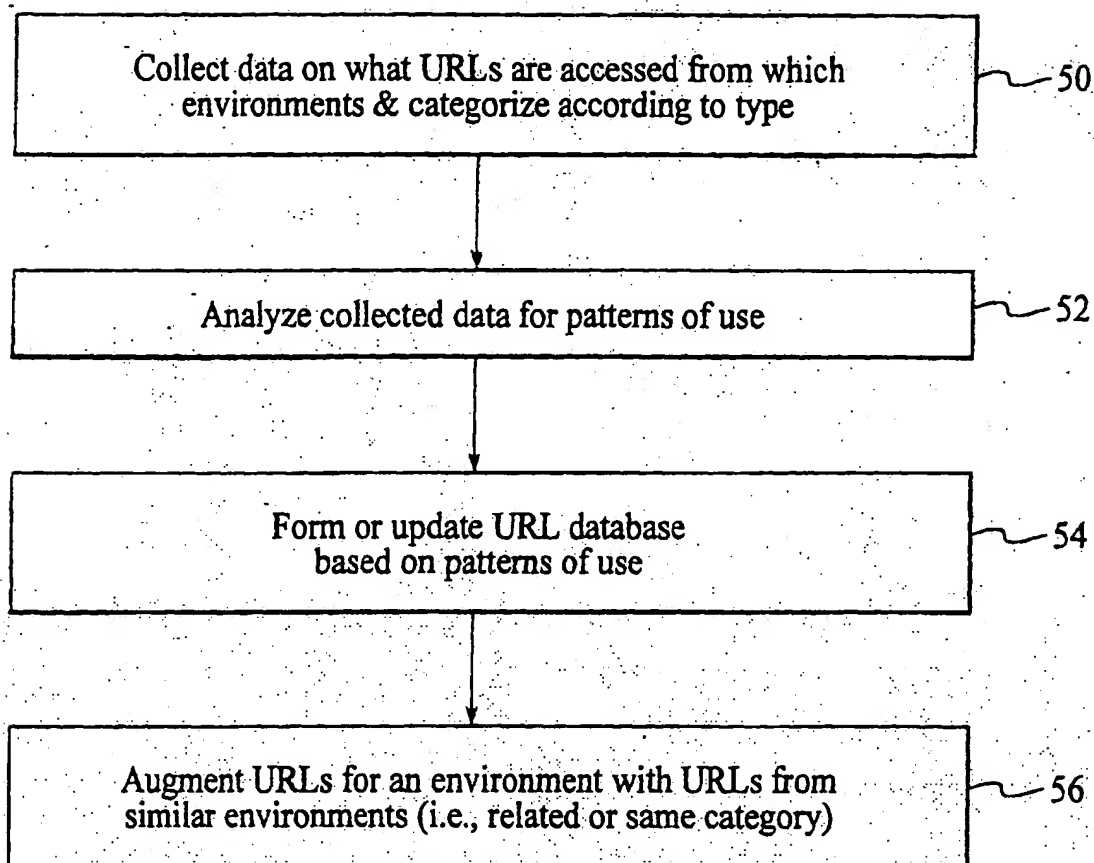 Collect data on what URLs are accessed from which
environments & categorize according to type
50
Analyze collected data for patterns of use
52
Form or update URL database
based on patterns of use
54
Augment URLs for an environment with URLs from
similar environments (i.e., related or same category)
56